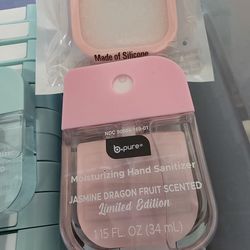 Made of Silicone
b-pure®
Moisturizing Hand Sanitizer
JASMINE DRAGON FRUIT SCENTED
Limited Edition
1.15 FL OZ (34 mL)